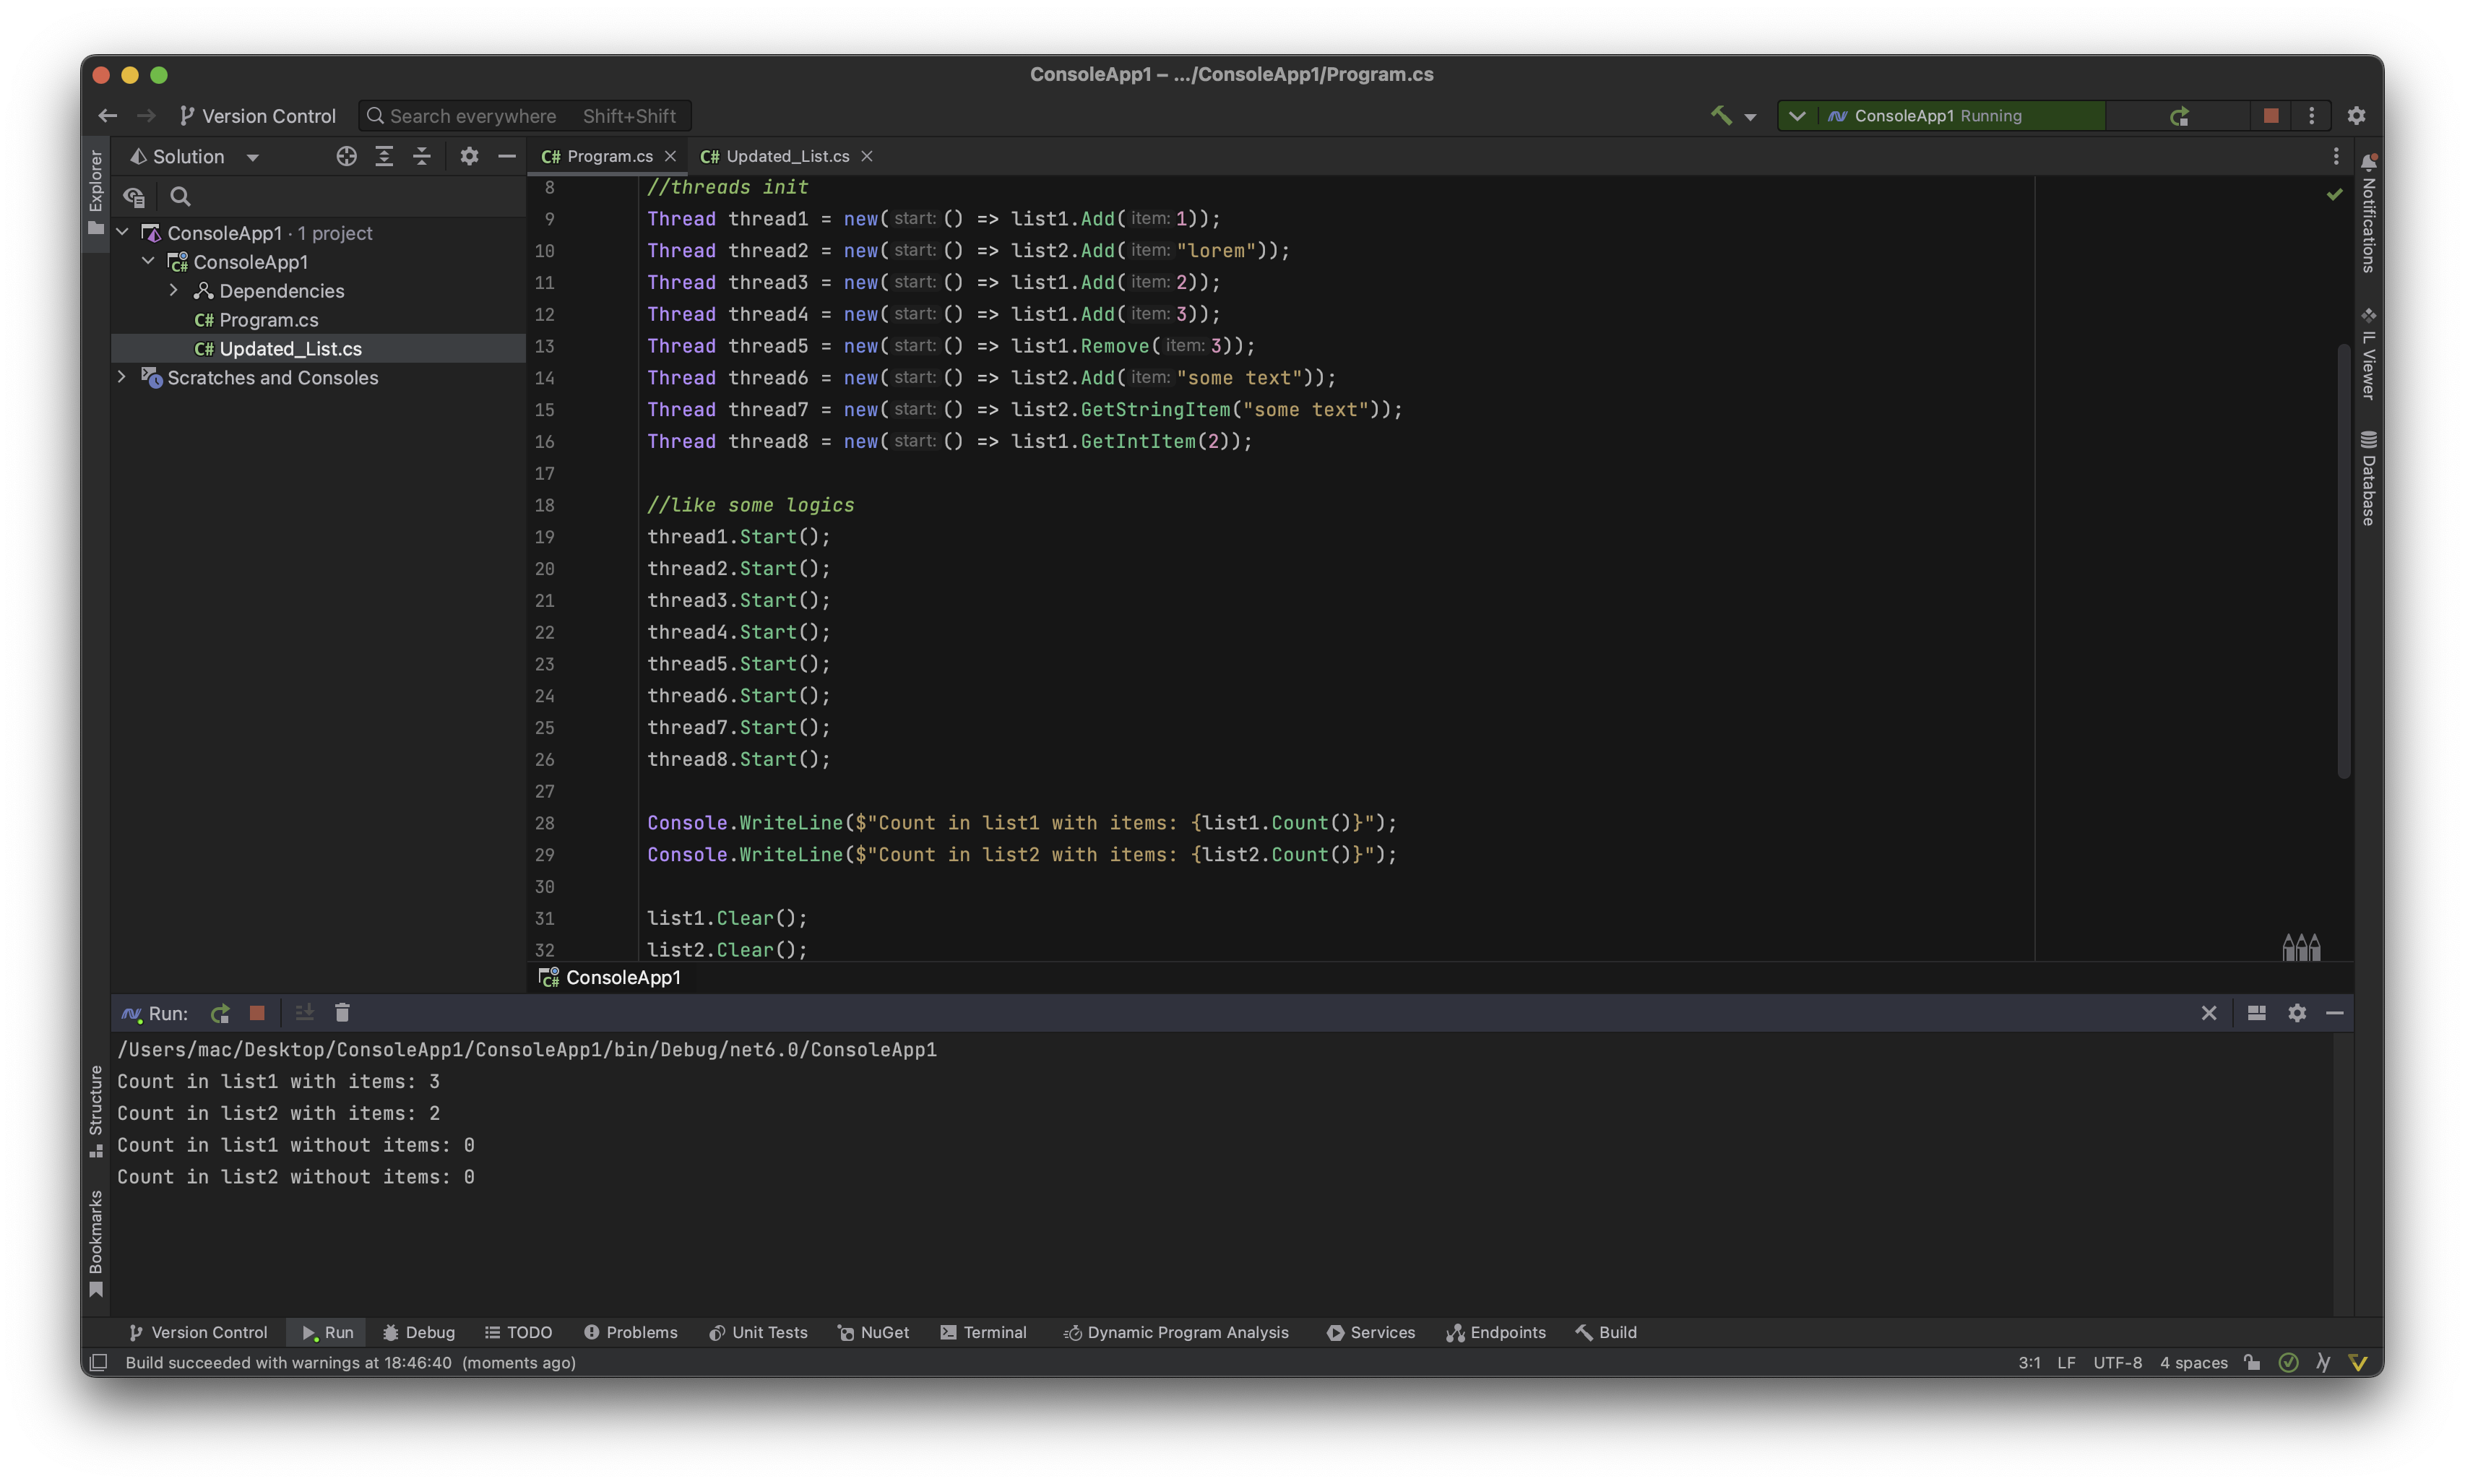 ConsoleApp1 – .../ConsoleApp1/Program.cs
Version Control
Search everywhere Shift+Shift
ConsoleApp1 Running
Explorer
Solution
Program.cs
Updated_List.cs
ConsoleApp1 · 1 project
ConsoleApp1
Dependencies
C# Program.cs
C# Updated_List.cs
Scratches and Consoles
8 //threads init
9 Thread thread1 = new( start: () => list1.Add( item: 1));
10 Thread thread2 = new( start: () => list2.Add( item: "lorem"));
11 Thread thread3 = new( start: () => list1.Add( item: 2));
12 Thread thread4 = new( start: () => list1.Add( item: 3));
13 Thread thread5 = new( start: () => list1.Remove( item: 3));
14 Thread thread6 = new( start: () => list2.Add( item: "some text"));
15 Thread thread7 = new( start: () => list2.GetStringItem("some text"));
16 Thread thread8 = new( start: () => list1.GetIntItem(2));
17
18 //like some logics
19 thread1.Start();
20 thread2.Start();
21 thread3.Start();
22 thread4.Start();
23 thread5.Start();
24 thread6.Start();
25 thread7.Start();
26 thread8.Start();
27
28 Console.WriteLine($"Count in list1 with items: {list1.Count()}");
29 Console.WriteLine($"Count in list2 with items: {list2.Count()}");
30
31 list1.Clear();
32 list2.Clear();
ConsoleApp1
Notifications
IL Viewer
Database
Run:
/Users/mac/Desktop/ConsoleApp1/ConsoleApp1/bin/Debug/net6.0/ConsoleApp1
Count in list1 with items: 3
Count in list2 with items: 2
Count in list1 without items: 0
Count in list2 without items: 0
Structure
Bookmarks
Version Control Run Debug TODO Problems Unit Tests NuGet Terminal Dynamic Program Analysis Services Endpoints Build
Build succeeded with warnings at 18:46:40 (moments ago)
3:1 LF UTF-8 4 spaces